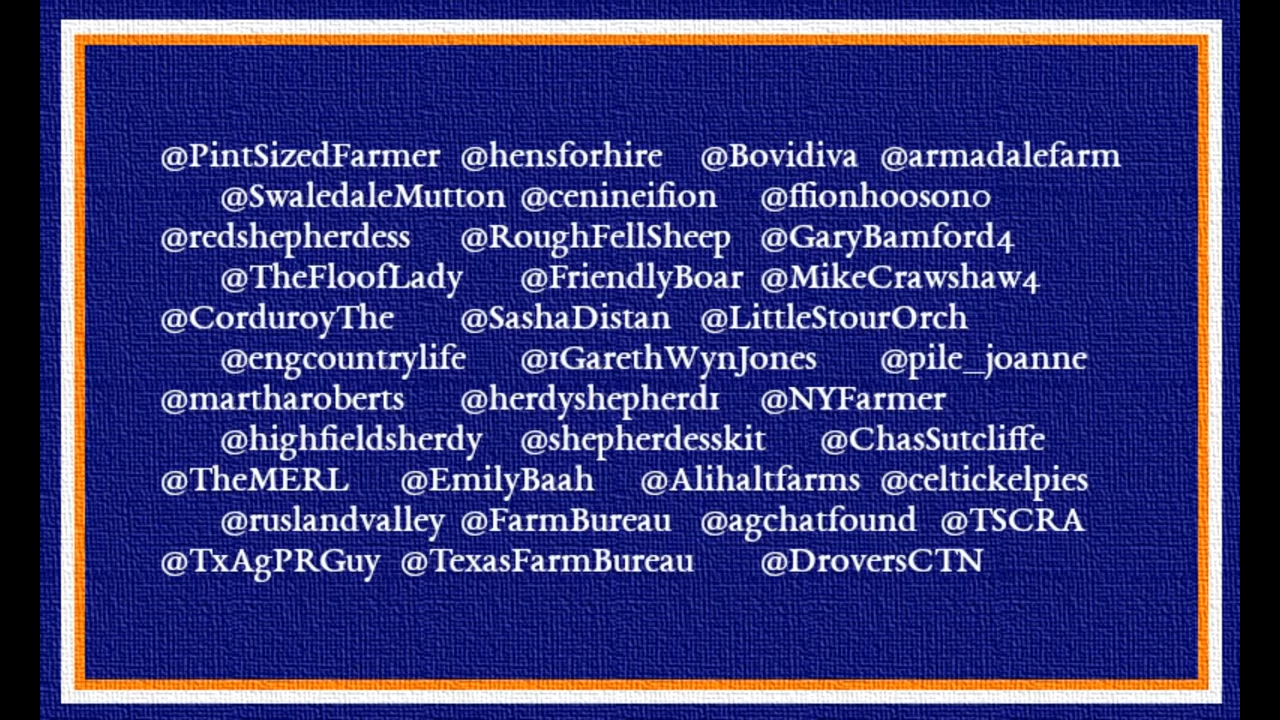 @PintSizedFarmer @hensforhire @Bovidiva @armadalefarm
@SwaledaleMutton @cenineifion @ffionhooson0
@redshepherdess @RoughFellSheep @GaryBamford4
@TheFloofLady @FriendlyBoar @MikeCrawshaw4
@CorduroyThe @SashaDistan @LittleStourOrch
@engcountrylife @1GarethWynJones @pile_joanne
@martharoberts @herdyshepherd1 @NYFarmer
@highfieldsherdy @shepherdesskit @ChasSutcliffe
@TheMERL @EmilyBaah @Alihaltfarms @celtickelpies
@ruslandvalley @FarmBureau @agchatfound @TSCRA
@TxAgPRGuy @TexasFarmBureau @DroversCTN